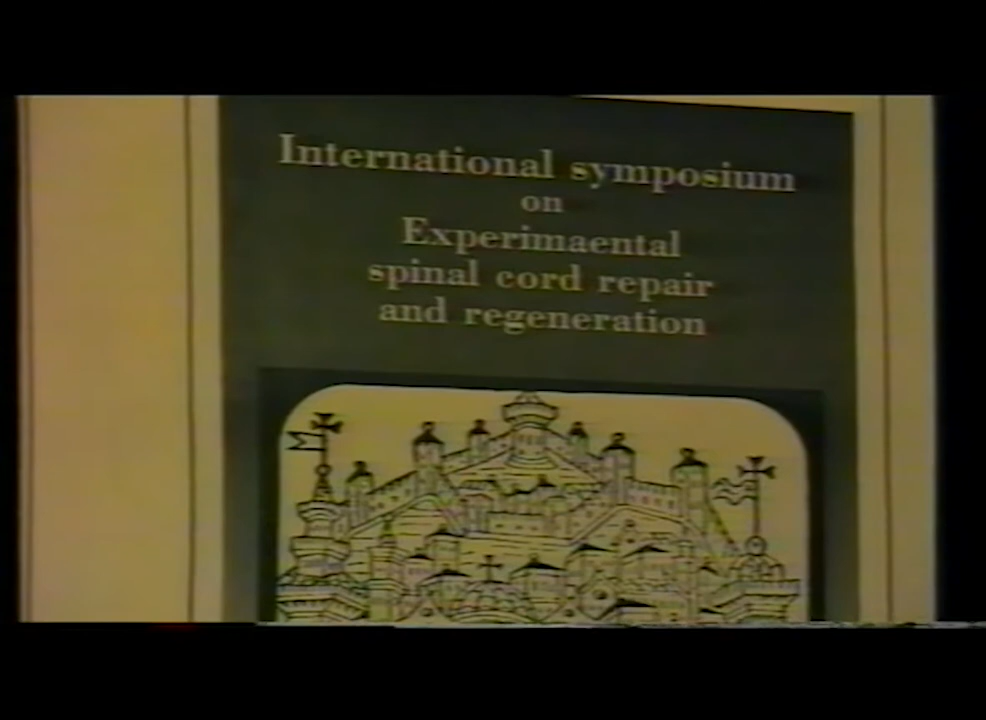 International symposium
on
Experimaental
spinal cord repair
and regeneration